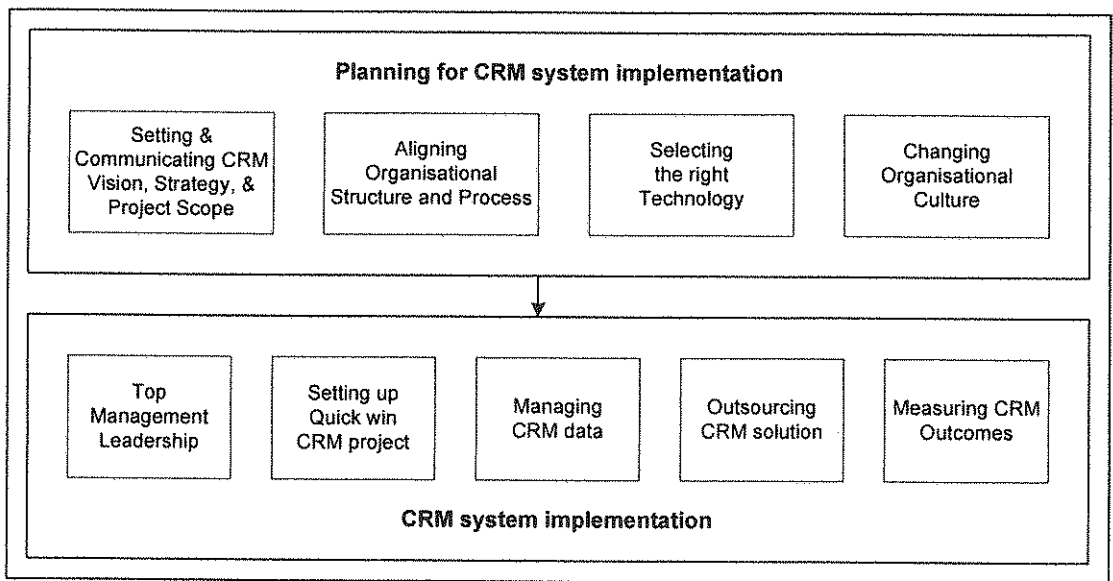 Planning for CRM system implementation
Setting &
Communicating CRM
Vision, Strategy, &
Project Scope
Aligning
Organisational
Structure and Process
Selecting
the right
Technology
Changing
Organisational
Culture
Top
Management
Leadership
Setting up
Quick win
CRM project
Managing
CRM data
Outsourcing
CRM solution
Measuring CRM
Outcomes
CRM system implementation